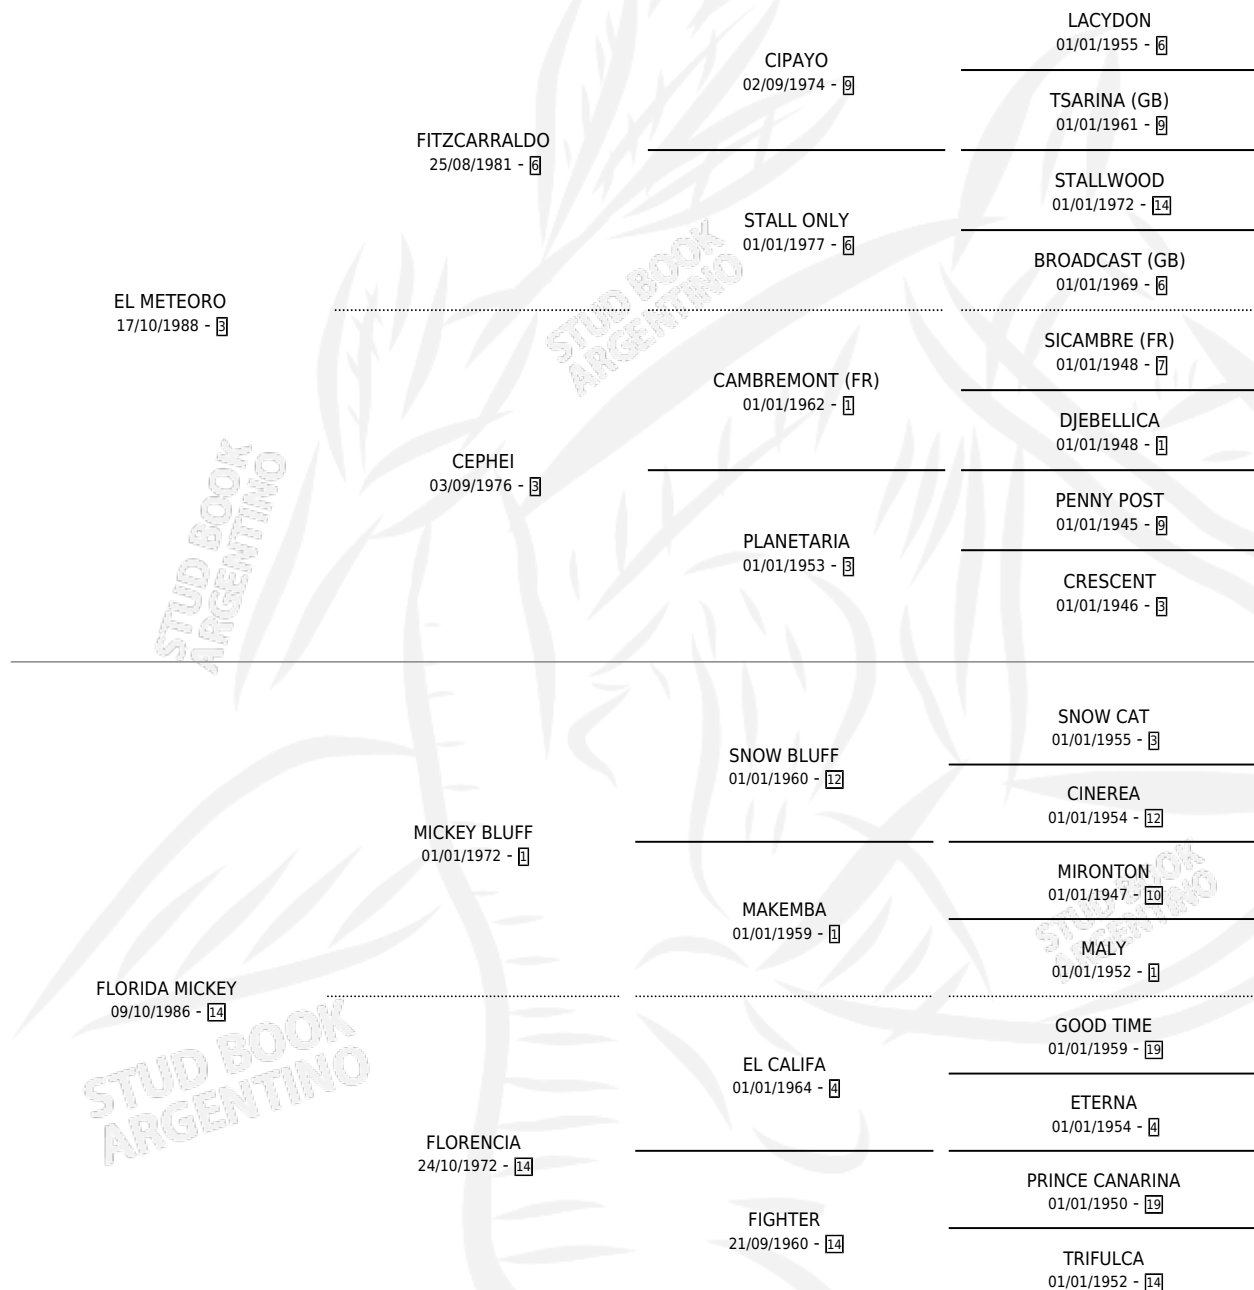 LACYDON
01/01/1955 - 6
CIPAYO
02/09/1974 - 9
TSARINA (GB)
01/01/1961 - 9
FITZCARRALDO
25/08/1981 - 6
STALLWOOD
01/01/1972 - 14
STALL ONLY
01/01/1977 - 6
BROADCAST (GB)
01/01/1969 - 6
EL METEORO
17/10/1988 - 3
STUD BOOK
ARGENTINO
SICAMBRE (FR)
01/01/1948 - 7
CAMBREMONT (FR)
01/01/1962 - 1
DJEBELLICA
01/01/1948 - 1
CEPHEI
03/09/1976 - 3
PENNY POST
01/01/1945 - 9
PLANETARIA
01/01/1953 - 3
CRESCENT
01/01/1946 - 3
STUD BOOK
ARGENTINO
SNOW CAT
01/01/1955 - 3
SNOW BLUFF
01/01/1960 - 12
CINEREA
01/01/1954 - 12
MICKEY BLUFF
01/01/1972 - 1
MIRONTON
01/01/1947 - 10
MAKEMBA
01/01/1959 - 1
MALY
01/01/1952 - 1
STUD BOOK
ARGENTINO
FLORIDA MICKEY
09/10/1986 - 14
GOOD TIME
01/01/1959 - 19
EL CALIFA
01/01/1964 - 4
ETERNA
01/01/1954 - 4
STUD BOOK
ARGENTINO
FLORENCIA
24/10/1972 - 14
PRINCE CANARINA
01/01/1950 - 19
FIGHTER
21/09/1960 - 14
TRIFULCA
01/01/1952 - 14